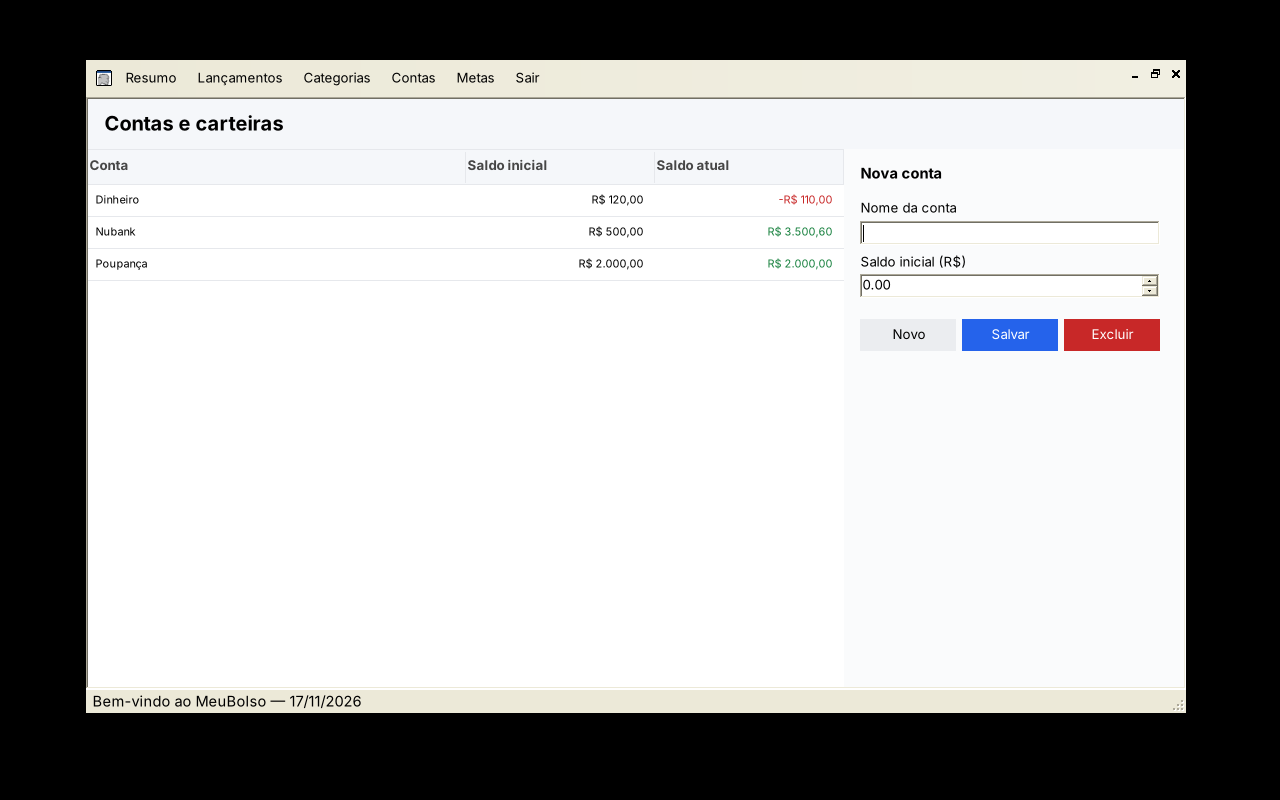 Resumo Lançamentos Categorias Contas Metas Sair
Contas e carteiras
Conta Saldo inicial Saldo atual
Dinheiro R$ 120,00 -R$ 110,00
Nubank R$ 500,00 R$ 3.500,60
Poupança R$ 2.000,00 R$ 2.000,00
Nova conta
Nome da conta
Saldo inicial (R$)
0.00
Novo Salvar Excluir
Bem-vindo ao MeuBolso — 17/11/2026